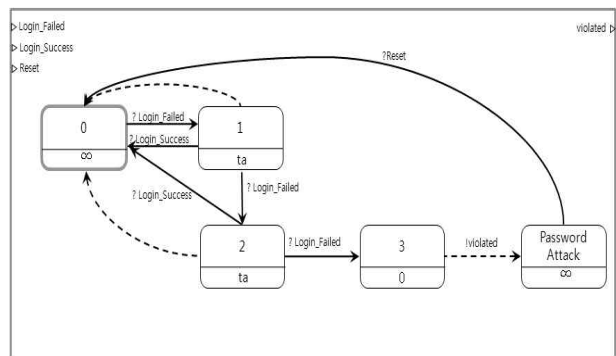 ▷ Login_Failed
violated ▷
▷ Login_Success
▷ Reset
?Reset
0
∞
? Login_Failed
? Login_Success
1
ta
? Login_Failed
? Login_Success
2
ta
? Login_Failed
3
0
!violated
Password
Attack
∞